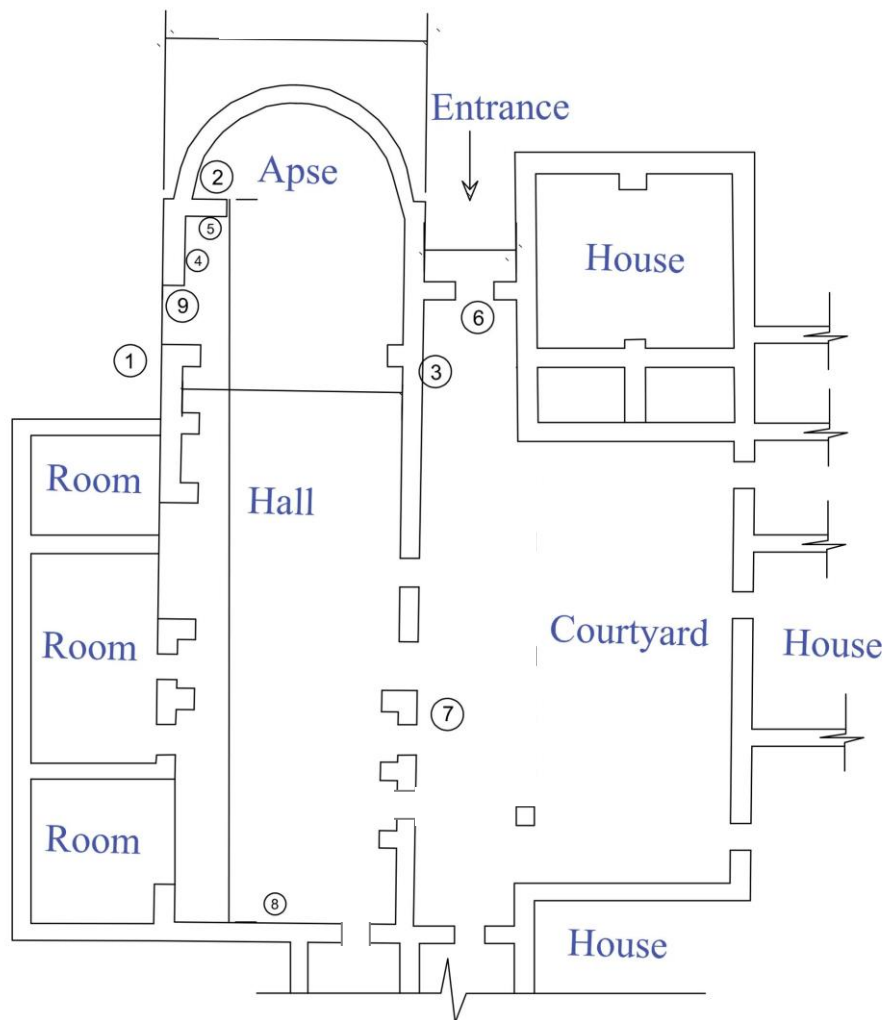 Entrance
Apse
2
5
House
4
9
6
1
3
Room
Hall
Room
Courtyard
House
7
Room
8
House